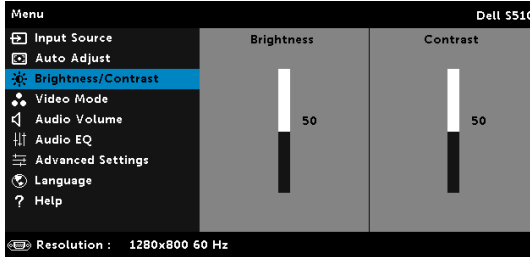 Menu
Dell S510
Input Source
Auto Adjust
Brightness/Contrast
Video Mode
Audio Volume
Audio EQ
Advanced Settings
Language
? Help
Brightness
50
Contrast
50
Resolution : 1280x800 60 Hz